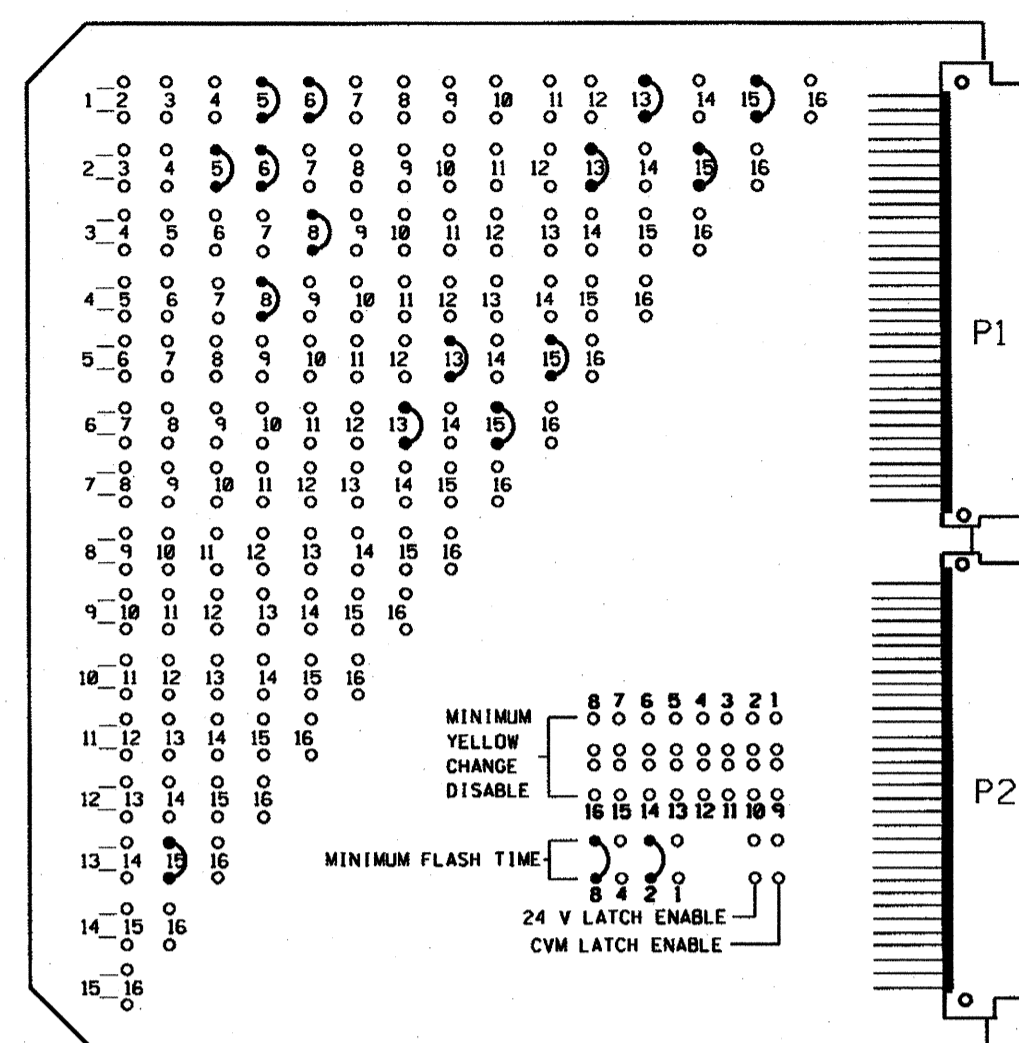 1 2 3 4 5 6 7 8 9 10 11 12 13 14 15 16
2 3 4 5 6 7 8 9 10 11 12 13 14 15 16
3 4 5 6 7 8 9 10 11 12 13 14 15 16
4 5 6 7 8 9 10 11 12 13 14 15 16
5 6 7 8 9 10 11 12 13 14 15 16
6 7 8 9 10 11 12 13 14 15 16
7 8 9 10 11 12 13 14 15 16
8 9 10 11 12 13 14 15 16
9 10 11 12 13 14 15 16
10 11 12 13 14 15 16
11 12 13 14 15 16
12 13 14 15 16
13 14 15 16
14 15 16
15 16
P1
8 7 6 5 4 3 2 1
MINIMUM
YELLOW
CHANGE
DISABLE
16 15 14 13 12 11 10 9
MINIMUM FLASH TIME
8 4 2 1
24 V LATCH ENABLE
CVM LATCH ENABLE
P2